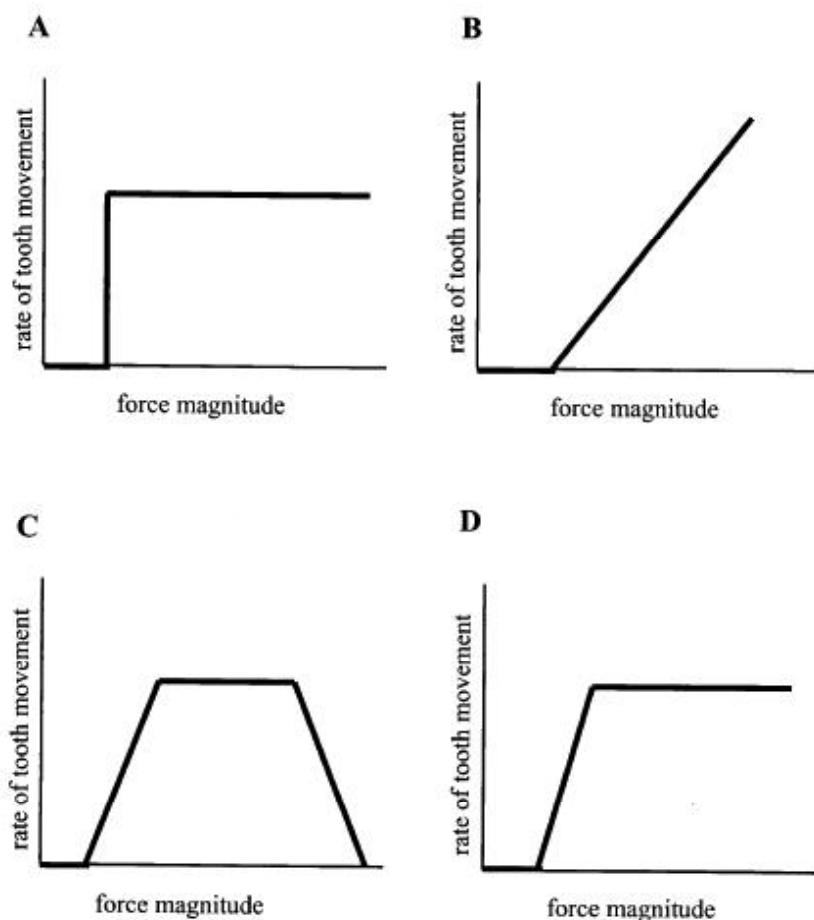 A
rate of tooth movement
force magnitude
B
rate of tooth movement
force magnitude
C
rate of tooth movement
force magnitude
D
rate of tooth movement
force magnitude